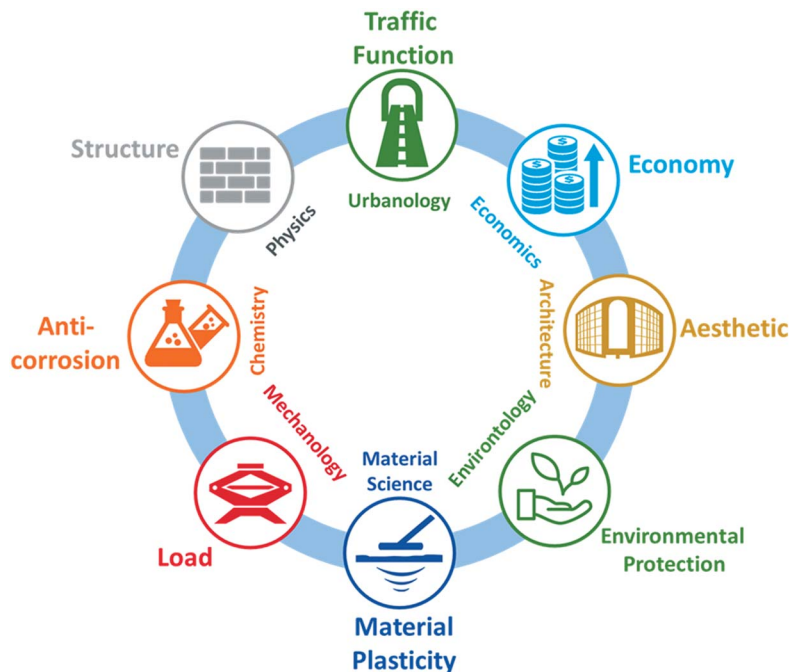 Traffic
Function
Urbanology
Economy
Economics
Aesthetic
Architecture
Environmental
Protection
Environtology
Material
Science
Material
Plasticity
Load
Mechanology
Anti-
corrosion
Chemistry
Structure
Physics
$
$
$